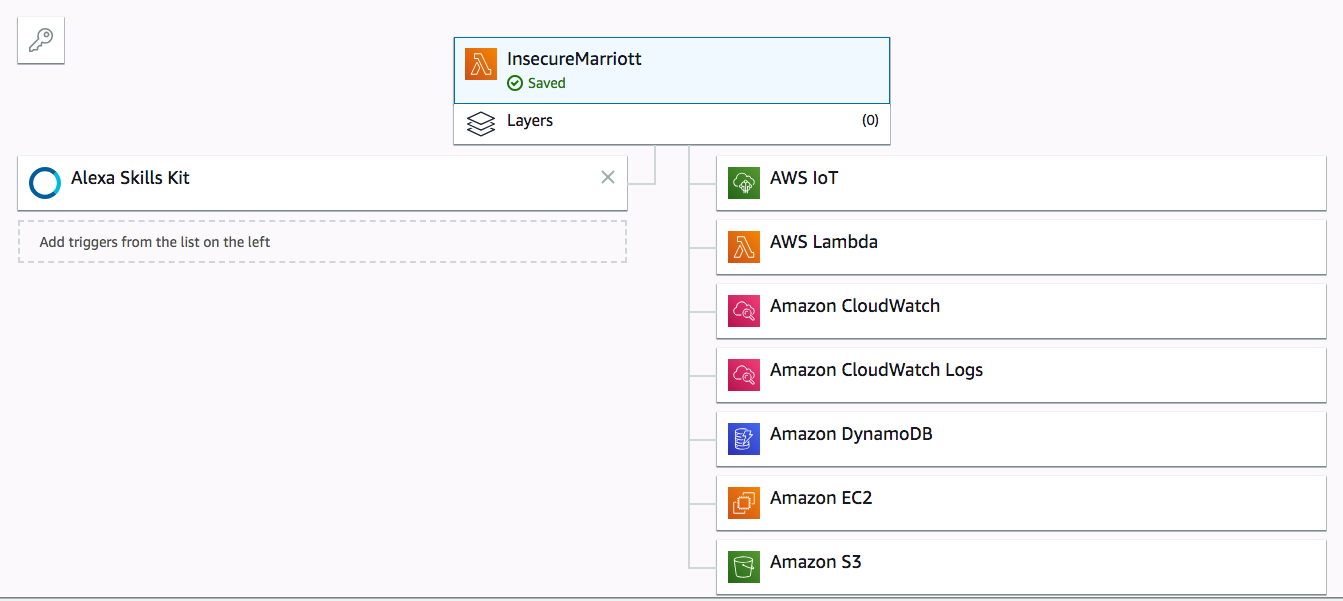 InsecureMarriott
Saved
Layers (0)
Alexa Skills Kit
Add triggers from the list on the left
AWS IoT
AWS Lambda
Amazon CloudWatch
Amazon CloudWatch Logs
Amazon DynamoDB
Amazon EC2
Amazon S3